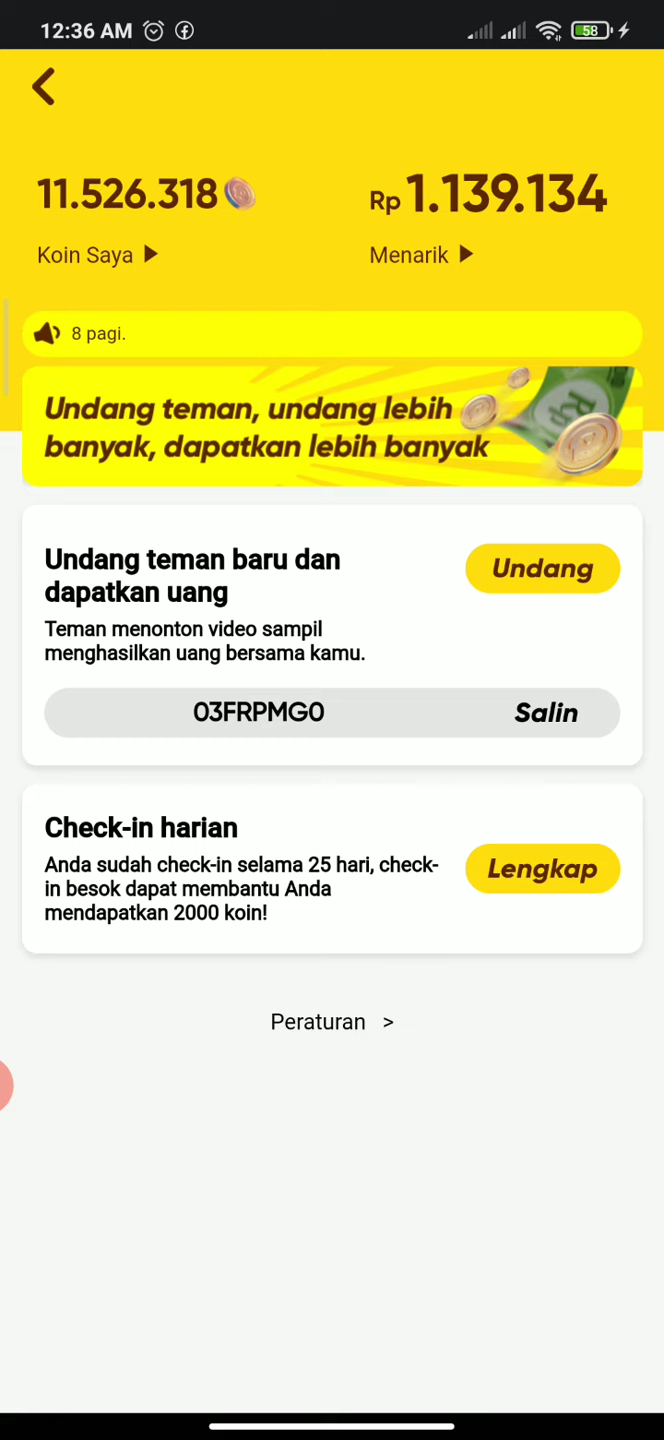 12:36 AM
58
11.526.318
Rp 1.139.134
Koin Saya
Menarik
8 pagi.
Undang teman, undang lebih
banyak, dapatkan lebih banyak
Rp
Undang teman baru dan
dapatkan uang
Undang
Teman menonton video sampil
menghasilkan uang bersama kamu.
03FRPMG0
Salin
Check-in harian
Anda sudah check-in selama 25 hari, check-
in besok dapat membantu Anda
mendapatkan 2000 koin!
Lengkap
Peraturan >